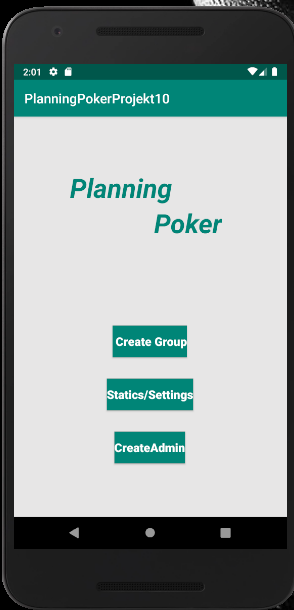 2:01
PlanningPokerProjekt10
Planning
Poker
Create Group
Statics/Settings
CreateAdmin